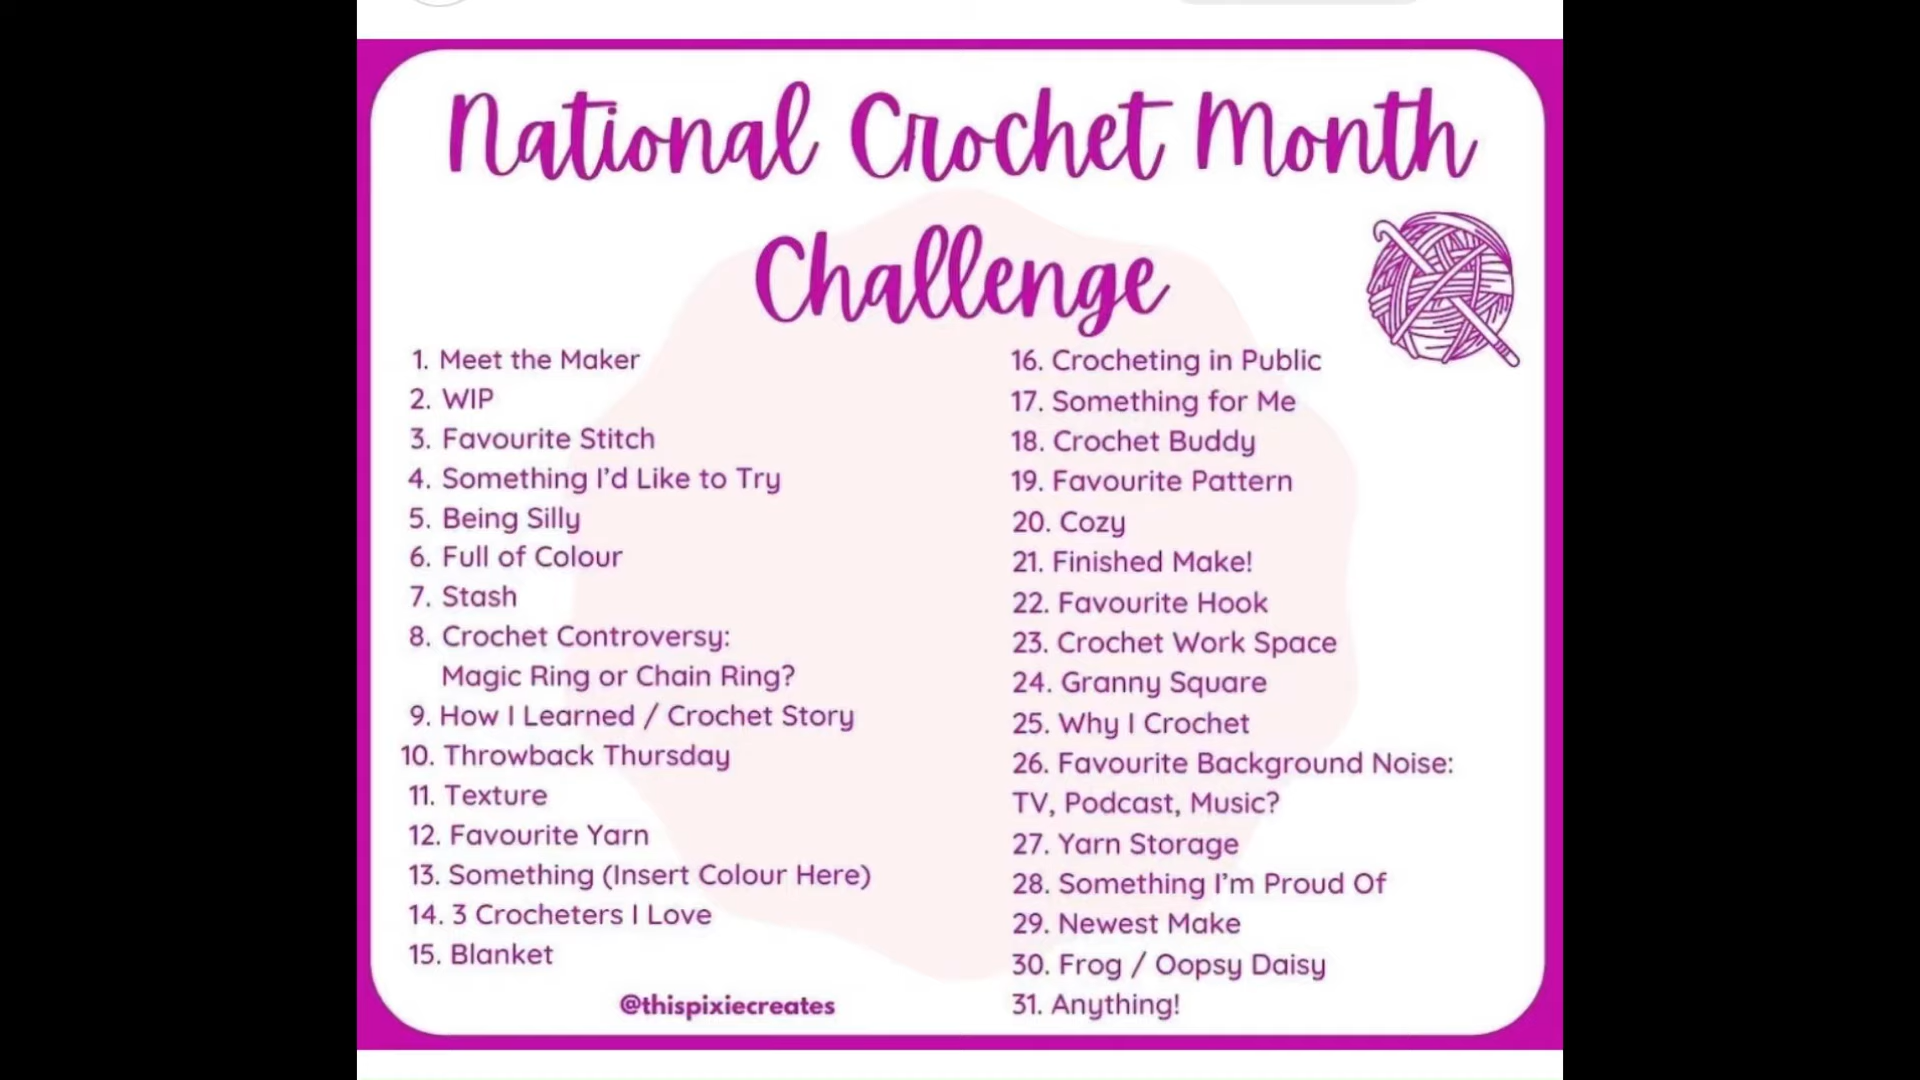 National Crochet Month
Challenge
1. Meet the Maker
2. WIP
3. Favourite Stitch
4. Something I'd Like to Try
5. Being Silly
6. Full of Colour
7. Stash
8. Crochet Controversy:
Magic Ring or Chain Ring?
9. How I Learned / Crochet Story
10. Throwback Thursday
11. Texture
12. Favourite Yarn
13. Something (Insert Colour Here)
14. 3 Crocheters I Love
15. Blanket
@thispixiecreates
16. Crocheting in Public
17. Something for Me
18. Crochet Buddy
19. Favourite Pattern
20. Cozy
21. Finished Make!
22. Favourite Hook
23. Crochet Work Space
24. Granny Square
25. Why I Crochet
26. Favourite Background Noise:
TV, Podcast, Music?
27. Yarn Storage
28. Something I'm Proud Of
29. Newest Make
30. Frog / Oopsy Daisy
31. Anything!